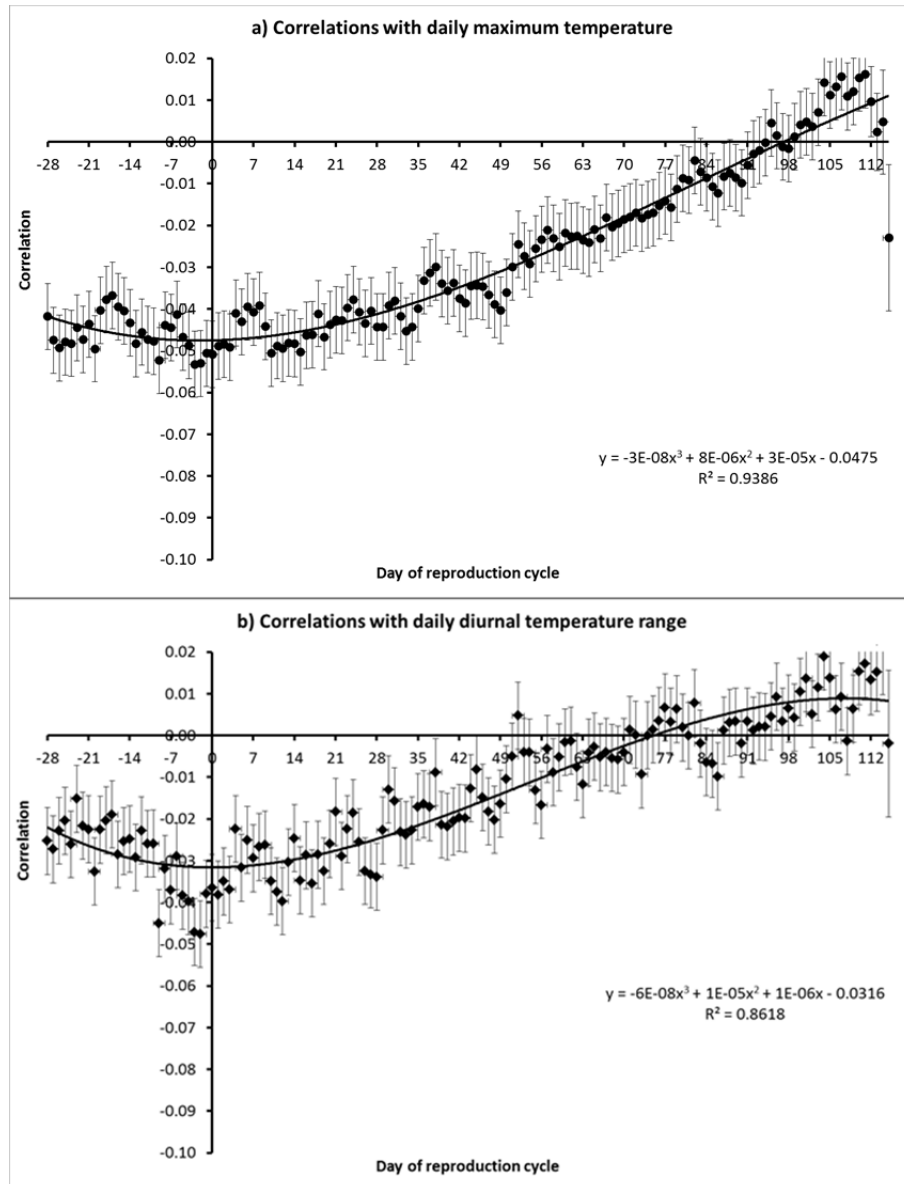 a) Correlations with daily maximum temperature
0.02
0.01
0.00
-28 -21 -14 -7 0 7 14 21 28 35 42 49 56 63 70 77 84 91 98 105 112
-0.01
-0.02
-0.03
-0.04
-0.05
-0.06
-0.07
-0.08
-0.09
-0.10
Correlation
y = -3E-08x³ + 8E-06x² + 3E-05x - 0.0475
R² = 0.9386
Day of reproduction cycle
b) Correlations with daily diurnal temperature range
0.02
0.01
0.00
-28 -21 -14 -7 0 7 14 21 28 35 42 49 56 63 70 77 84 91 98 105 112
-0.01
-0.02
-0.03
-0.04
-0.05
-0.06
-0.07
-0.08
-0.09
-0.10
Correlation
y = -6E-08x³ + 1E-05x² + 1E-06x - 0.0316
R² = 0.8618
Day of reproduction cycle